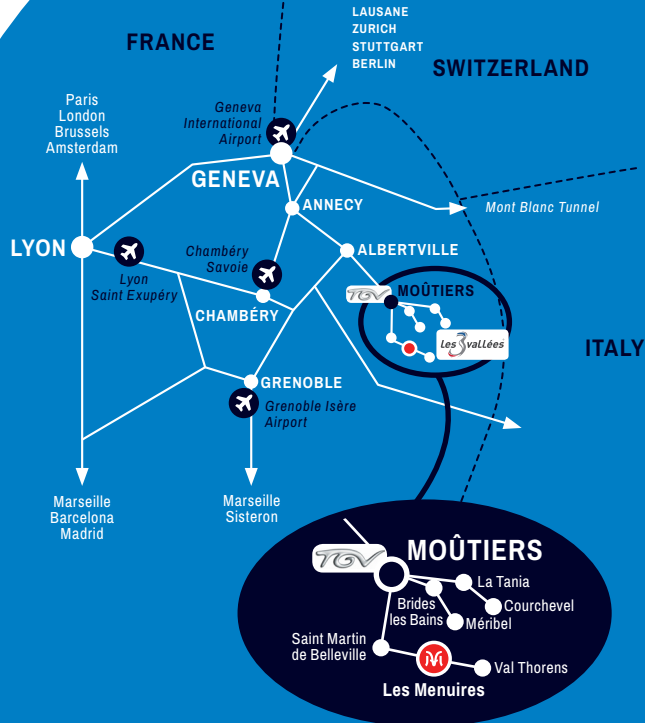 FRANCE
LAUSANE
ZURICH
STUTTGART
BERLIN
SWITZERLAND
Paris
London
Brussels
Amsterdam
Geneva
International
Airport
GENEVA
ANNECY
Mont Blanc Tunnel
LYON
Lyon
Saint Exupéry
Chambéry
Savoie
ALBERTVILLE
CHAMBÉRY
TGV
MOÛTIERS
les 3 vallées
ITALY
GRENOBLE
Grenoble Isère
Airport
Marseille
Barcelona
Madrid
Marseille
Sisteron
TGV
MOÛTIERS
La Tania
Brides
les Bains
Courchevel
Méribel
Saint Martin
de Belleville
Val Thorens
Les Menuires